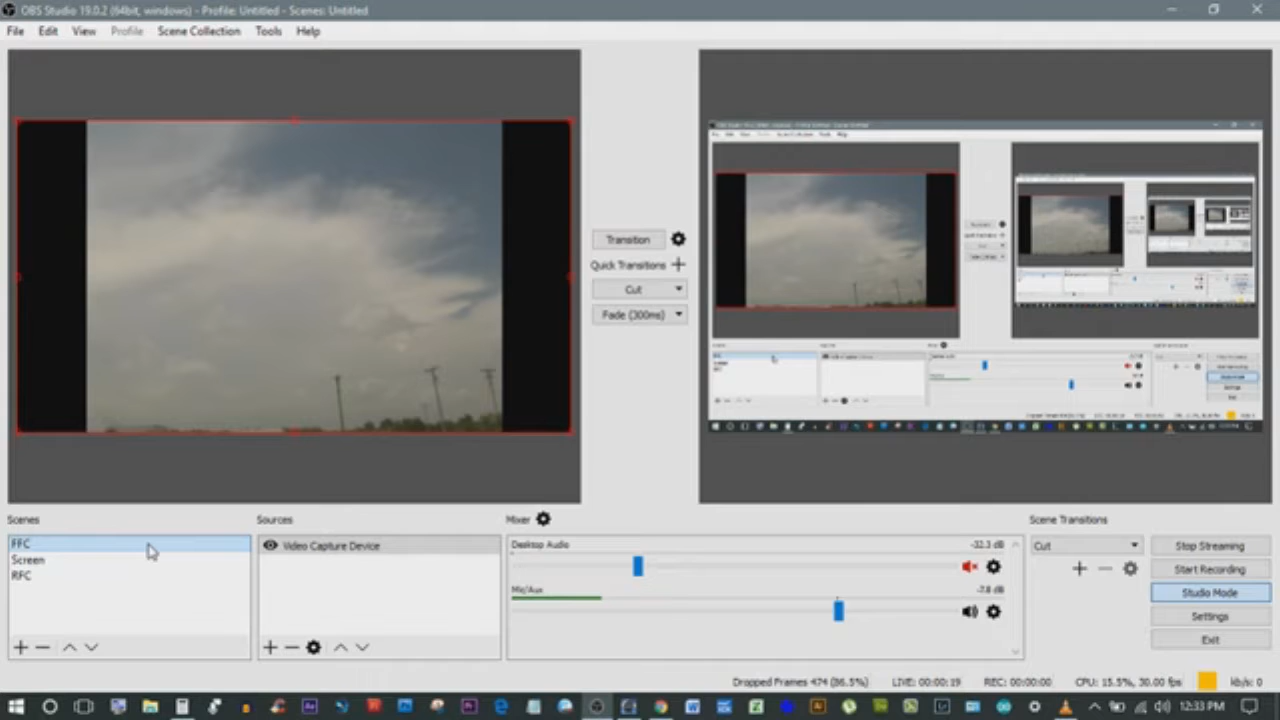 OBS Studio 19.0.2 (64bit, windows) - Profile: Untitled - Scenes: Untitled
File Edit View Profile Scene Collection Tools Help
Transition
Quick Transitions
Cut
Fade (300ms)
Scenes
FFC
Screen
RFC
Sources
Video Capture Device
Mixer
Desktop Audio -32.3 dB
Mic/Aux -7.8 dB
Scene Transitions
Cut
Stop Streaming
Start Recording
Studio Mode
Settings
Exit
Dropped Frames 474 (86.5%) LIVE: 00:00:19 REC: 00:00:00 CPU: 15.5%, 30.00 fps kb/s: 0
12:33 PM